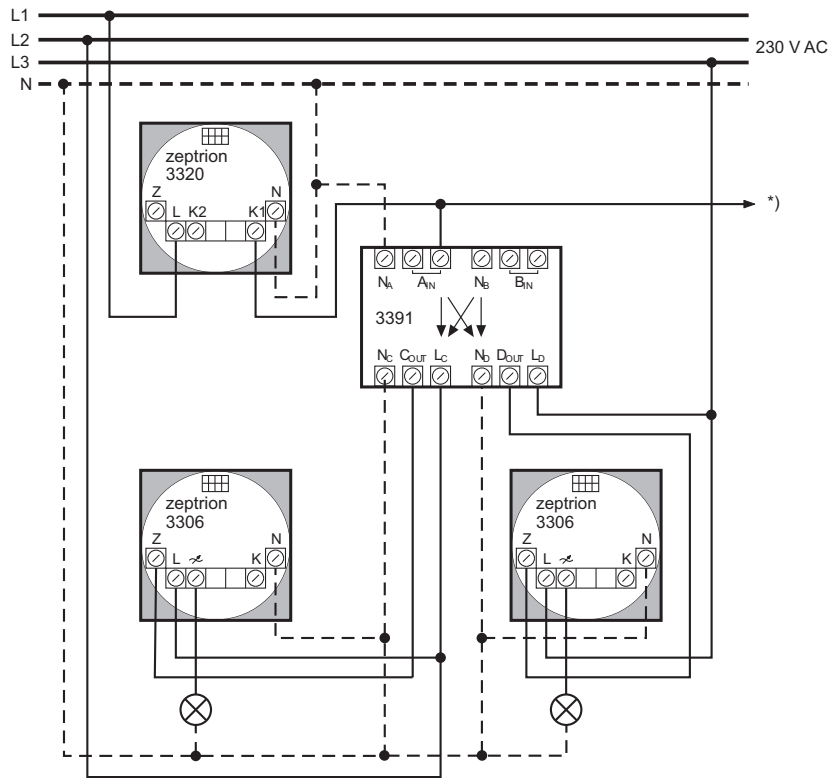 L1
L2
L3
230 V AC
N
zeptrion
3320
Z
N
L K2
K1
*)
NA AIN NB BIN
3391
NC COUT LC ND DOUT LD
zeptrion
3306
Z
N
L
K
zeptrion
3306
Z
N
L
K